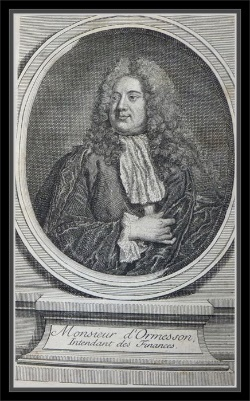 Monsieur d'Ormesson,
Intendant des Finances.